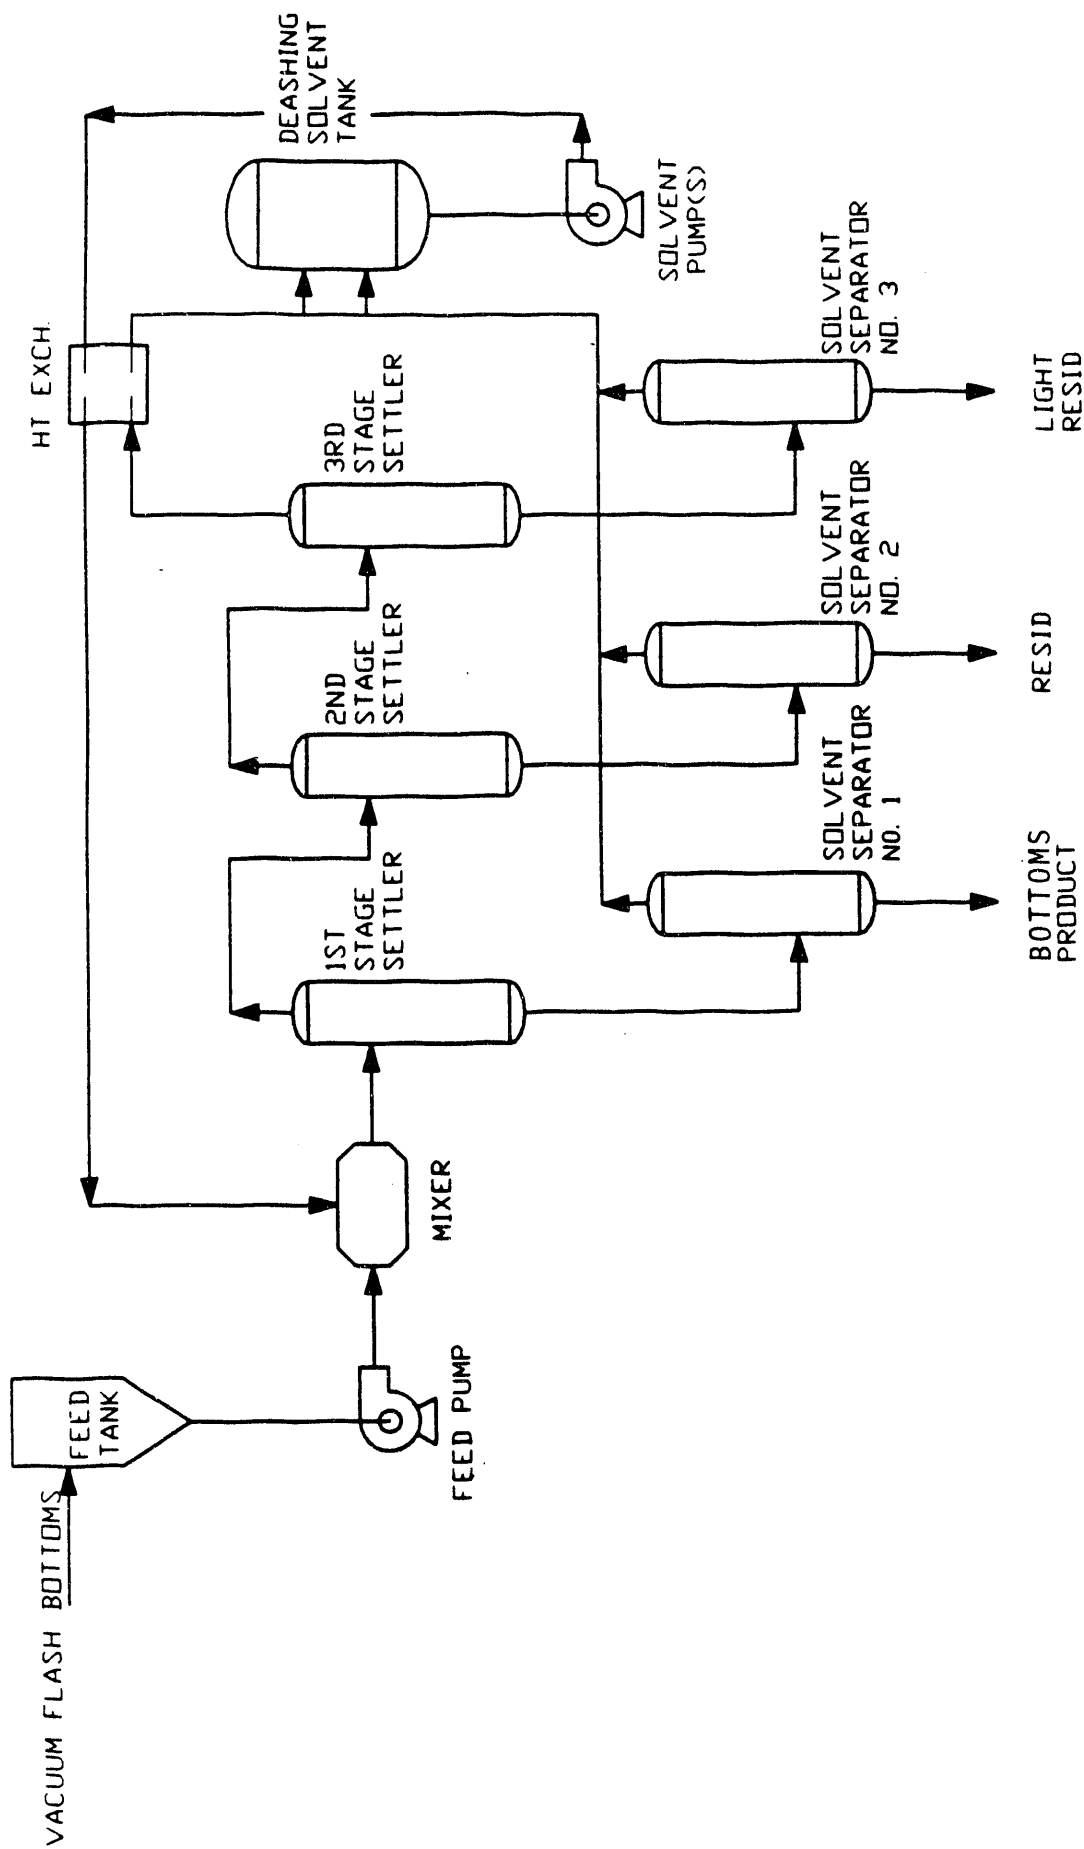 VACUUM FLASH BOTTOMS
FEED
TANK
FEED PUMP
MIXER
1ST
STAGE
SETTLER
2ND
STAGE
SETTLER
3RD
STAGE
SETTLER
HT EXCH.
DEASHING
SOLVENT
TANK
SOLVENT
PUMP(S)
SOLVENT
SEPARATOR
NO. 1
SOLVENT
SEPARATOR
NO. 2
SOLVENT
SEPARATOR
NO. 3
BOTTOMS
PRODUCT
RESID
LIGHT
RESID